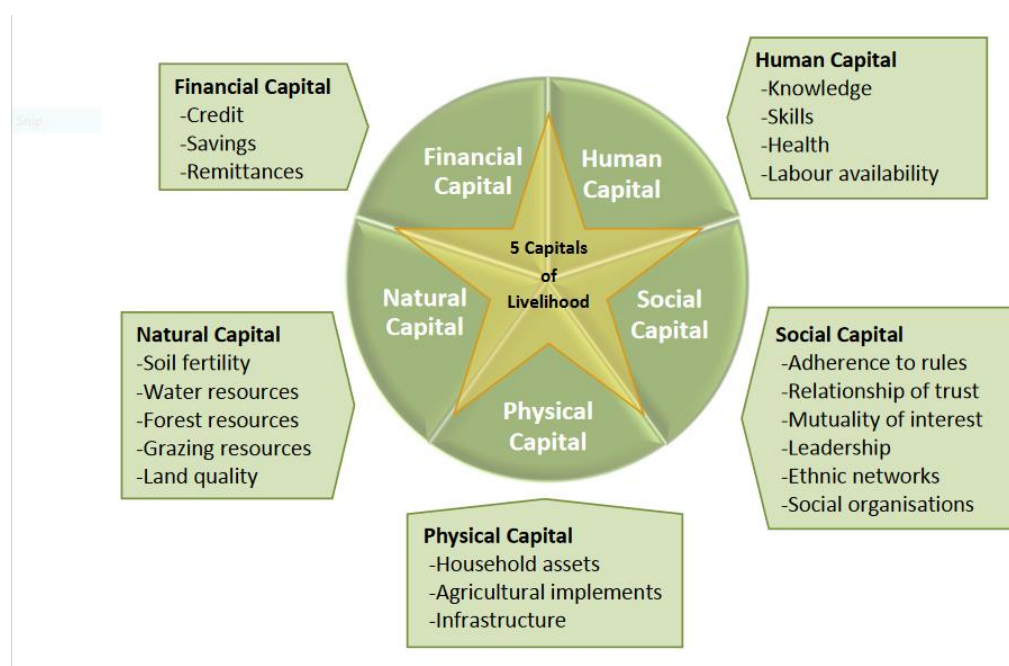 Financial Capital
-Credit
-Savings
-Remittances
Human Capital
-Knowledge
-Skills
-Health
-Labour availability
Financial
Capital
Human
Capital
5 Capitals
of
Livelihood
Natural
Capital
Social
Capital
Physical
Capital
Natural Capital
-Soil fertility
-Water resources
-Forest resources
-Grazing resources
-Land quality
Social Capital
-Adherence to rules
-Relationship of trust
-Mutuality of interest
-Leadership
-Ethnic networks
-Social organisations
Physical Capital
-Household assets
-Agricultural implements
-Infrastructure
Snip